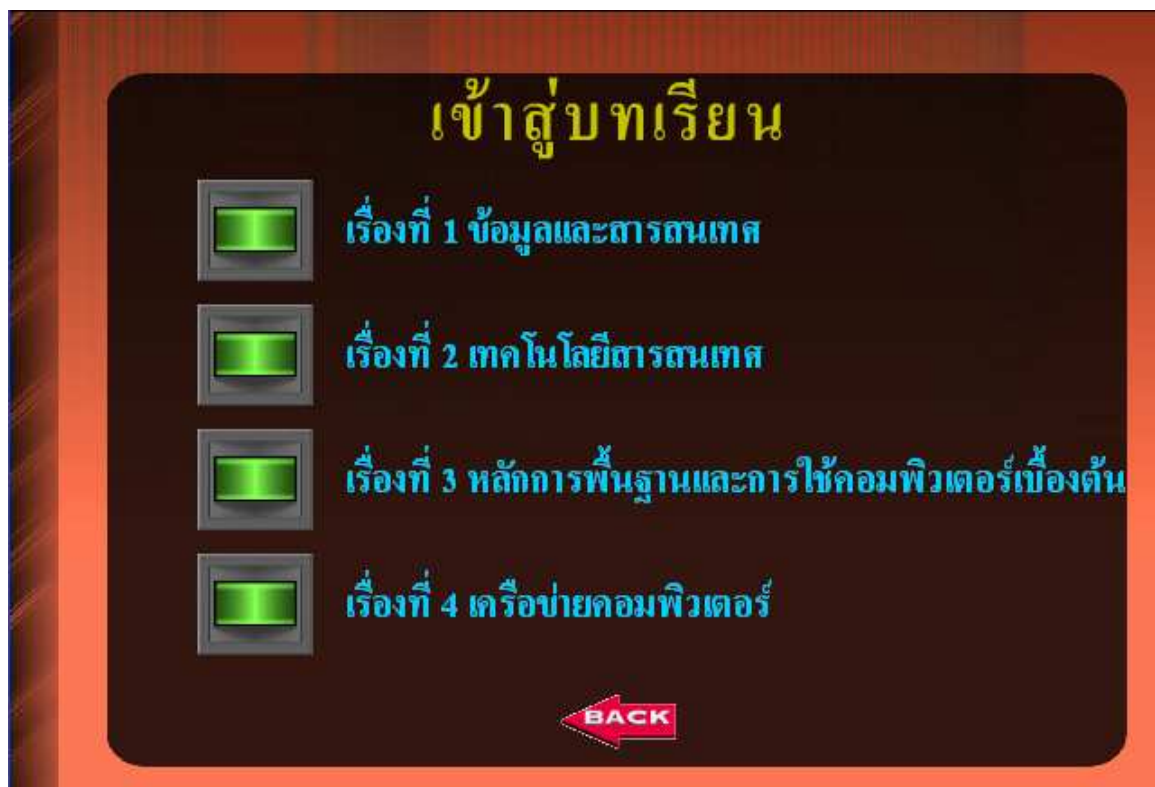 เข้าสู่บทเรียน
เรื่องที่ 1 ข้อมูลและสารสนเทศ
เรื่องที่ 2 เทคโนโลยีสารสนเทศ
เรื่องที่ 3 หลักการพื้นฐานและการใช้คอมพิวเตอร์เบื้องต้น
เรื่องที่ 4 เครือข่ายคอมพิวเตอร์
BACK